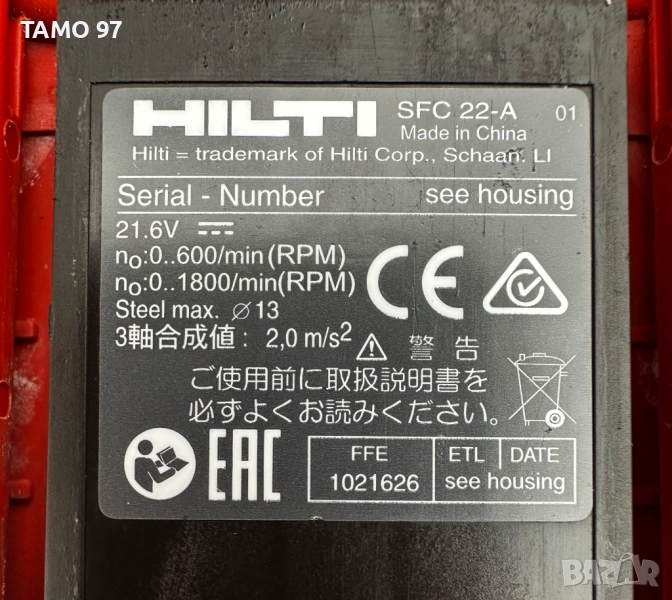 TAMO 97
HILTI SFC 22-A 01
Made in China
Hilti = trademark of Hilti Corp., Schaan. LI
Serial - Number see housing
21.6V
n₀:0..600/min(RPM)
n₀:0..1800/min(RPM)
Steel max. ⌀13
3軸合成値: 2,0 m/s²
⚠ 警告
ご使用前に取扱説明書を
必ずよくお読みください。
CE
EAC
FFE ETL DATE
1021626 see housing
BAZAR